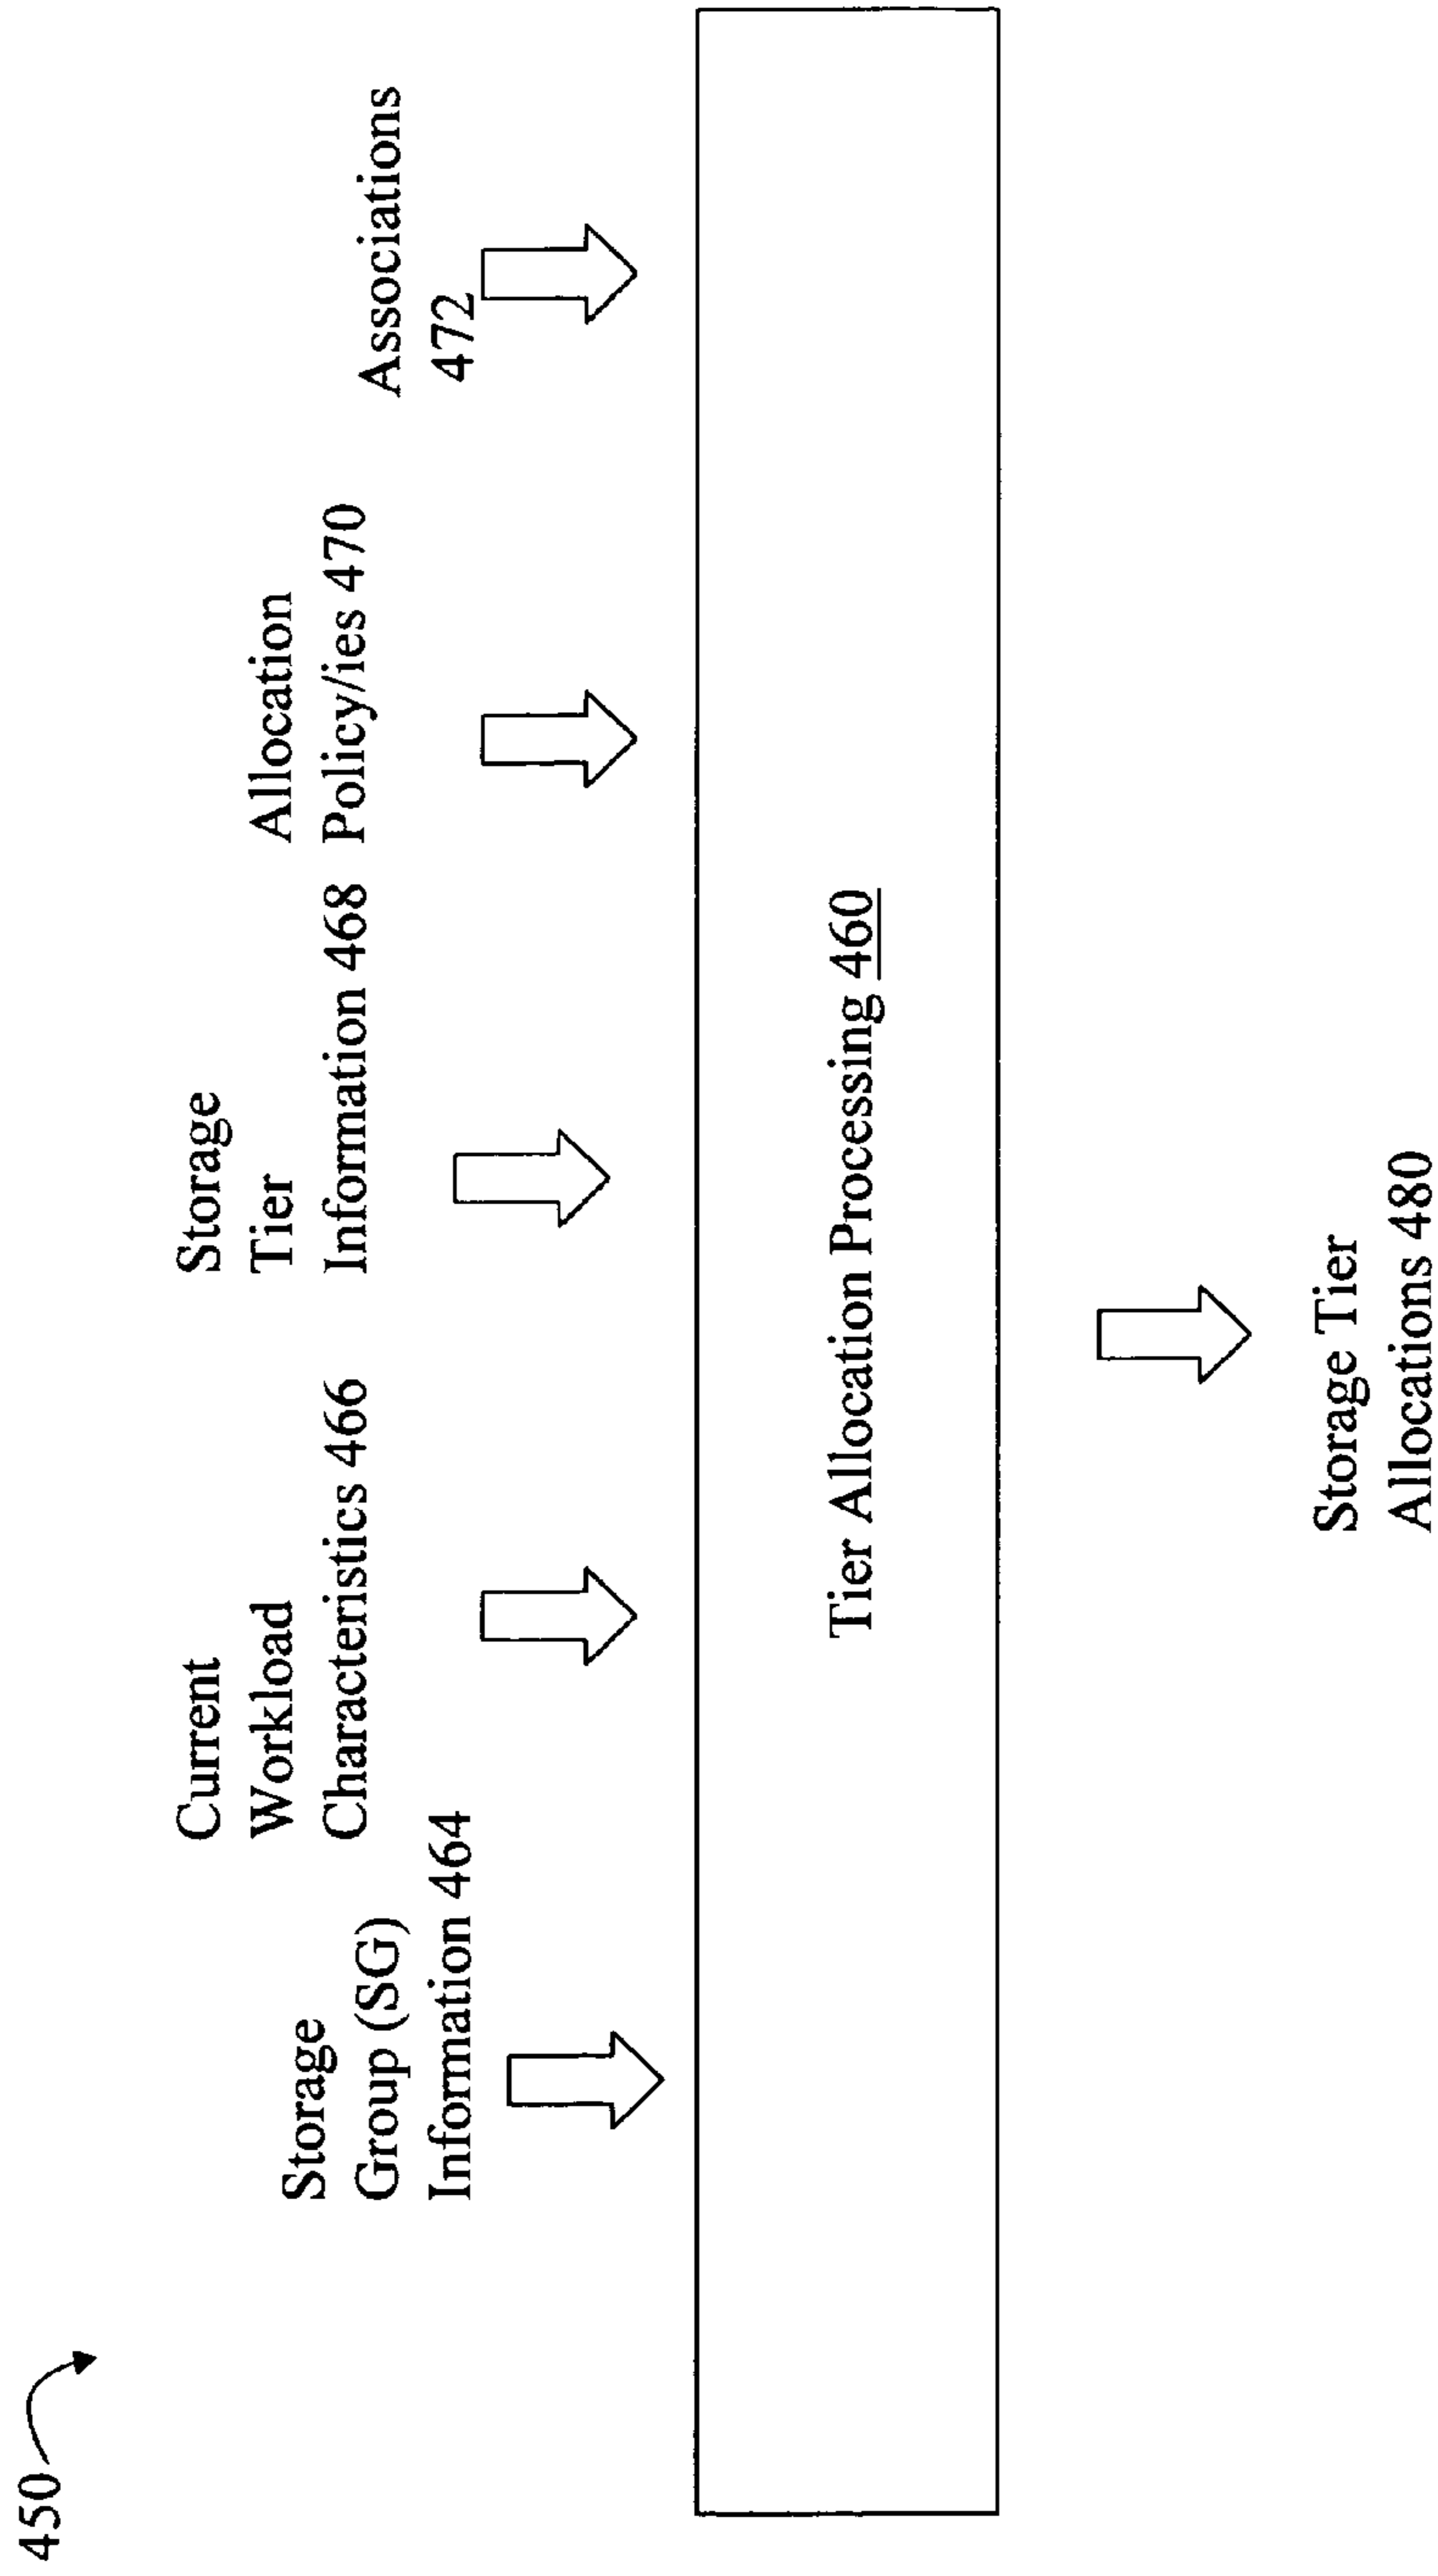 450
Storage
Group (SG)
Information 464
Current
Workload
Characteristics 466
Storage
Tier
Information 468
Allocation
Policy/ies 470
Associations
472
Tier Allocation Processing 460
Storage Tier
Allocations 480